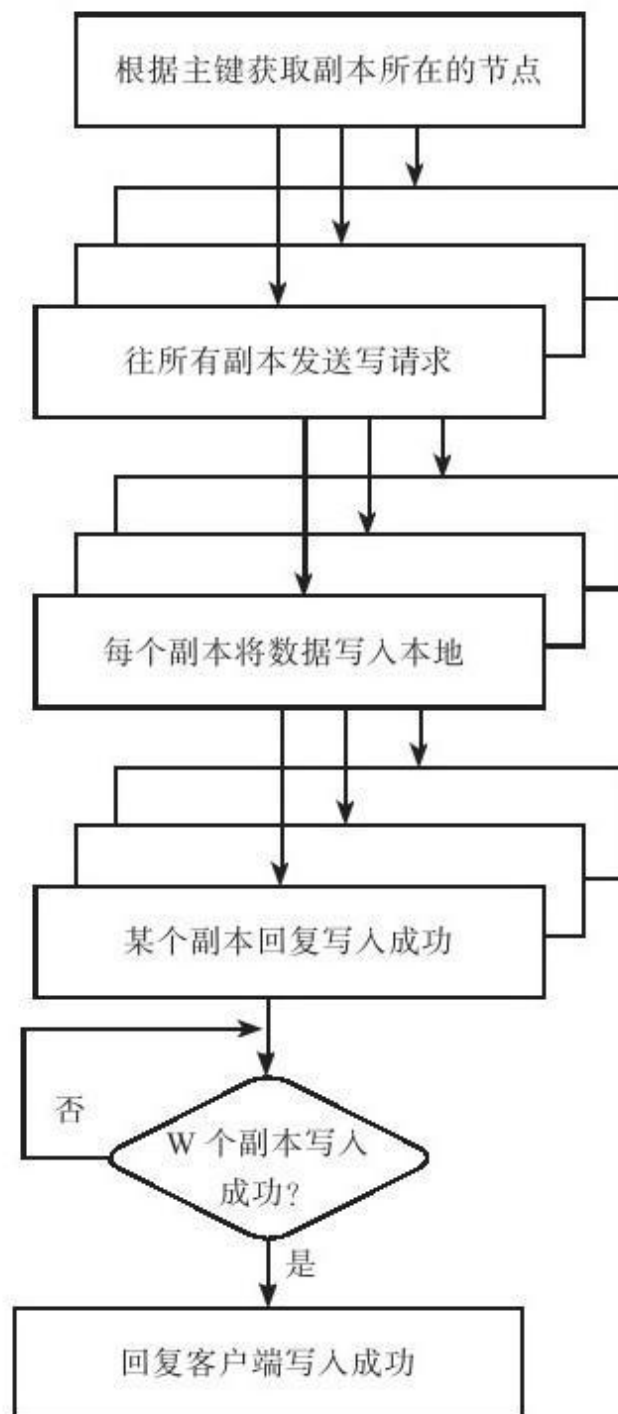 根据主键获取副本所在的节点
往所有副本发送写请求
每个副本将数据写入本地
某个副本回复写入成功
否
W 个副本写入
成功?
是
回复客户端写入成功